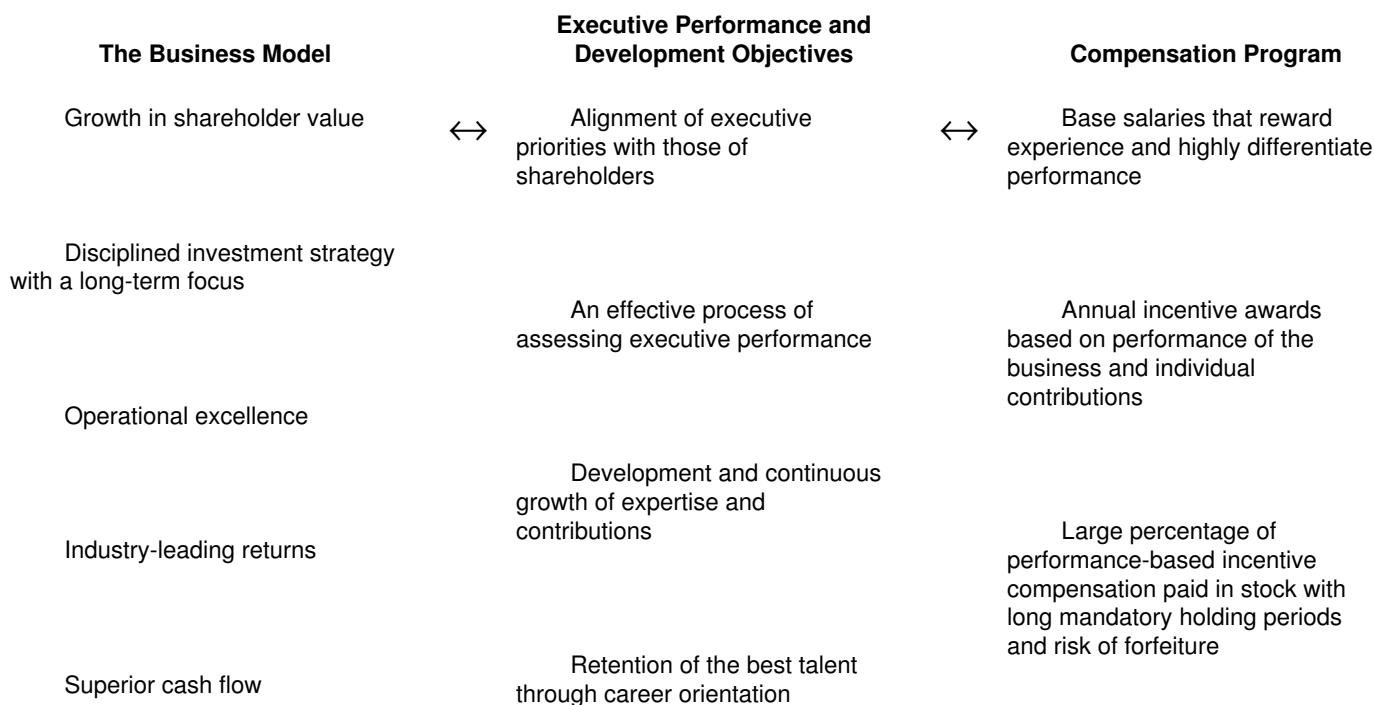 The Business Model
Executive Performance and
Development Objectives
Compensation Program
Growth in shareholder value
↔
Alignment of executive
priorities with those of
shareholders
↔
Base salaries that reward
experience and highly differentiate
performance
Disciplined investment strategy
with a long-term focus
An effective process of
assessing executive performance
Annual incentive awards
based on performance of the
business and individual
contributions
Operational excellence
Development and continuous
growth of expertise and
contributions
Industry-leading returns
Large percentage of
performance-based incentive
compensation paid in stock with
long mandatory holding periods
and risk of forfeiture
Superior cash flow
Retention of the best talent
through career orientation